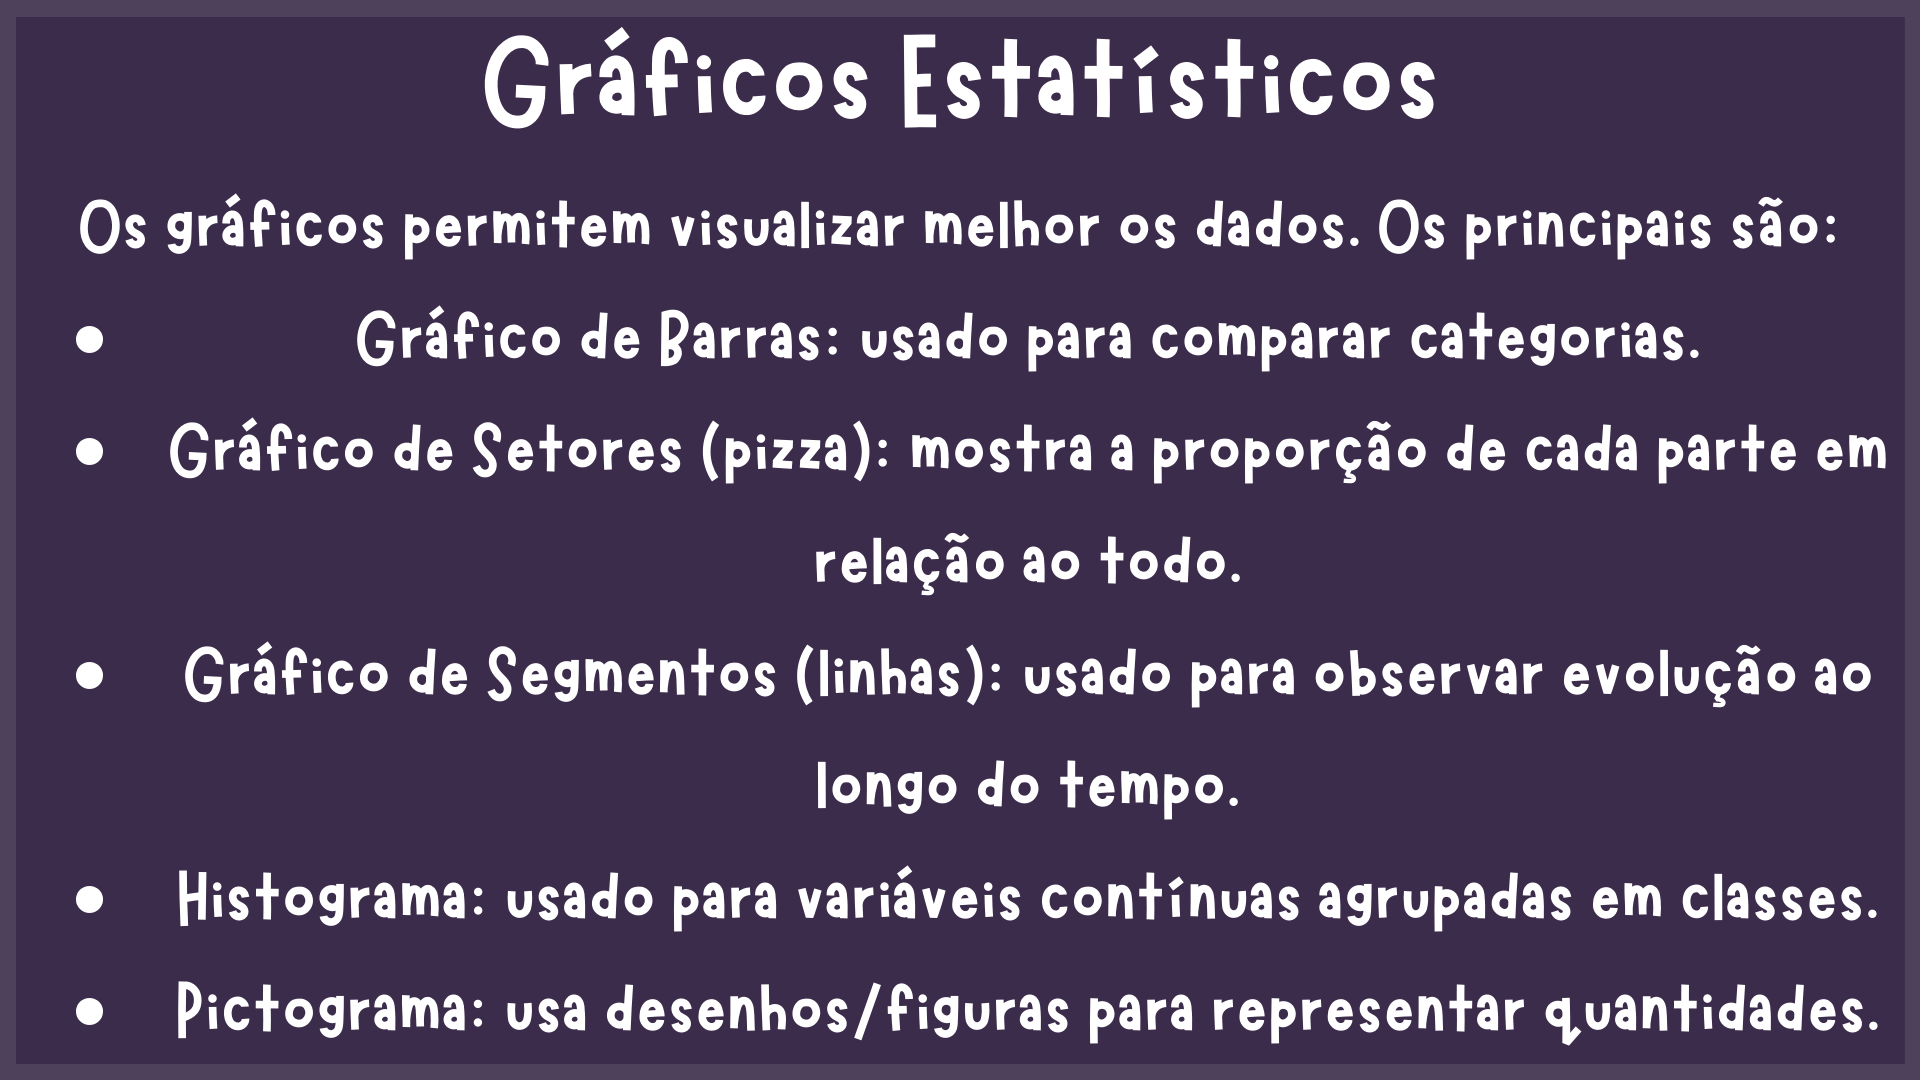 Gráficos Estatísticos
Os gráficos permitem visualizar melhor os dados. Os principais são:
• Gráfico de Barras: usado para comparar categorias.
• Gráfico de Setores (pizza): mostra a proporção de cada parte em
relação ao todo.
• Gráfico de Segmentos (linhas): usado para observar evolução ao
longo do tempo.
• Histograma: usado para variáveis contínuas agrupadas em classes.
• Pictograma: usa desenhos/figuras para representar quantidades.